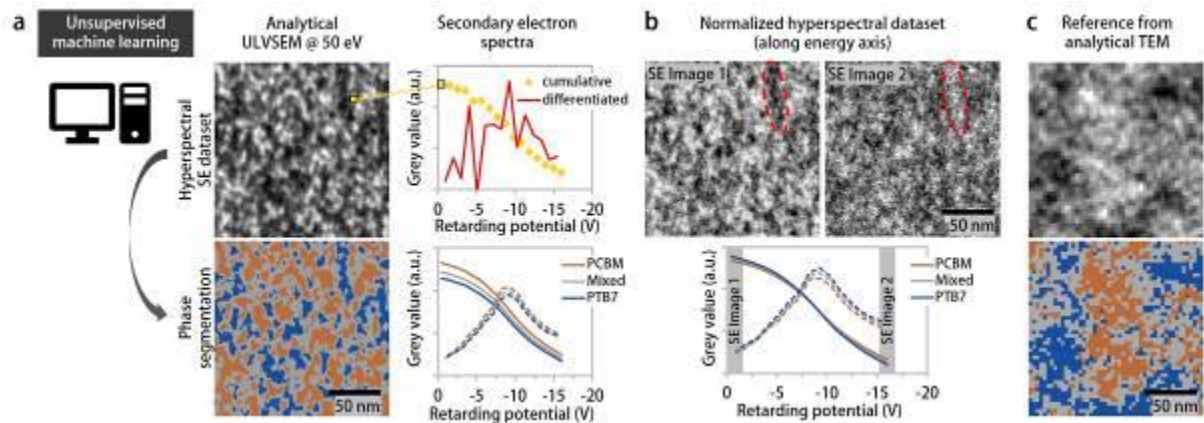 a
Unsupervised
machine learning
Analytical
ULVSEM @ 50 eV
Secondary electron
spectra
Hyperspectral
SE dataset
Grey value (a.u.)
cumulative
differentiated
0 -5 -10 -15 -20
Retarding potential (V)
Phase
segmentation
50 nm
Grey value (a.u.)
PCBM
Mixed
PTB7
0 -5 -10 -15 -20
Retarding potential (V)
b
Normalized hyperspectral dataset
(along energy axis)
SE Image 1
SE Image 2
50 nm
Grey value (a.u.)
SE Image 1
SE Image 2
PCBM
Mixed
PTB7
0 -5 -10 -15 -20
Retarding potential (V)
c
Reference from
analytical TEM
50 nm